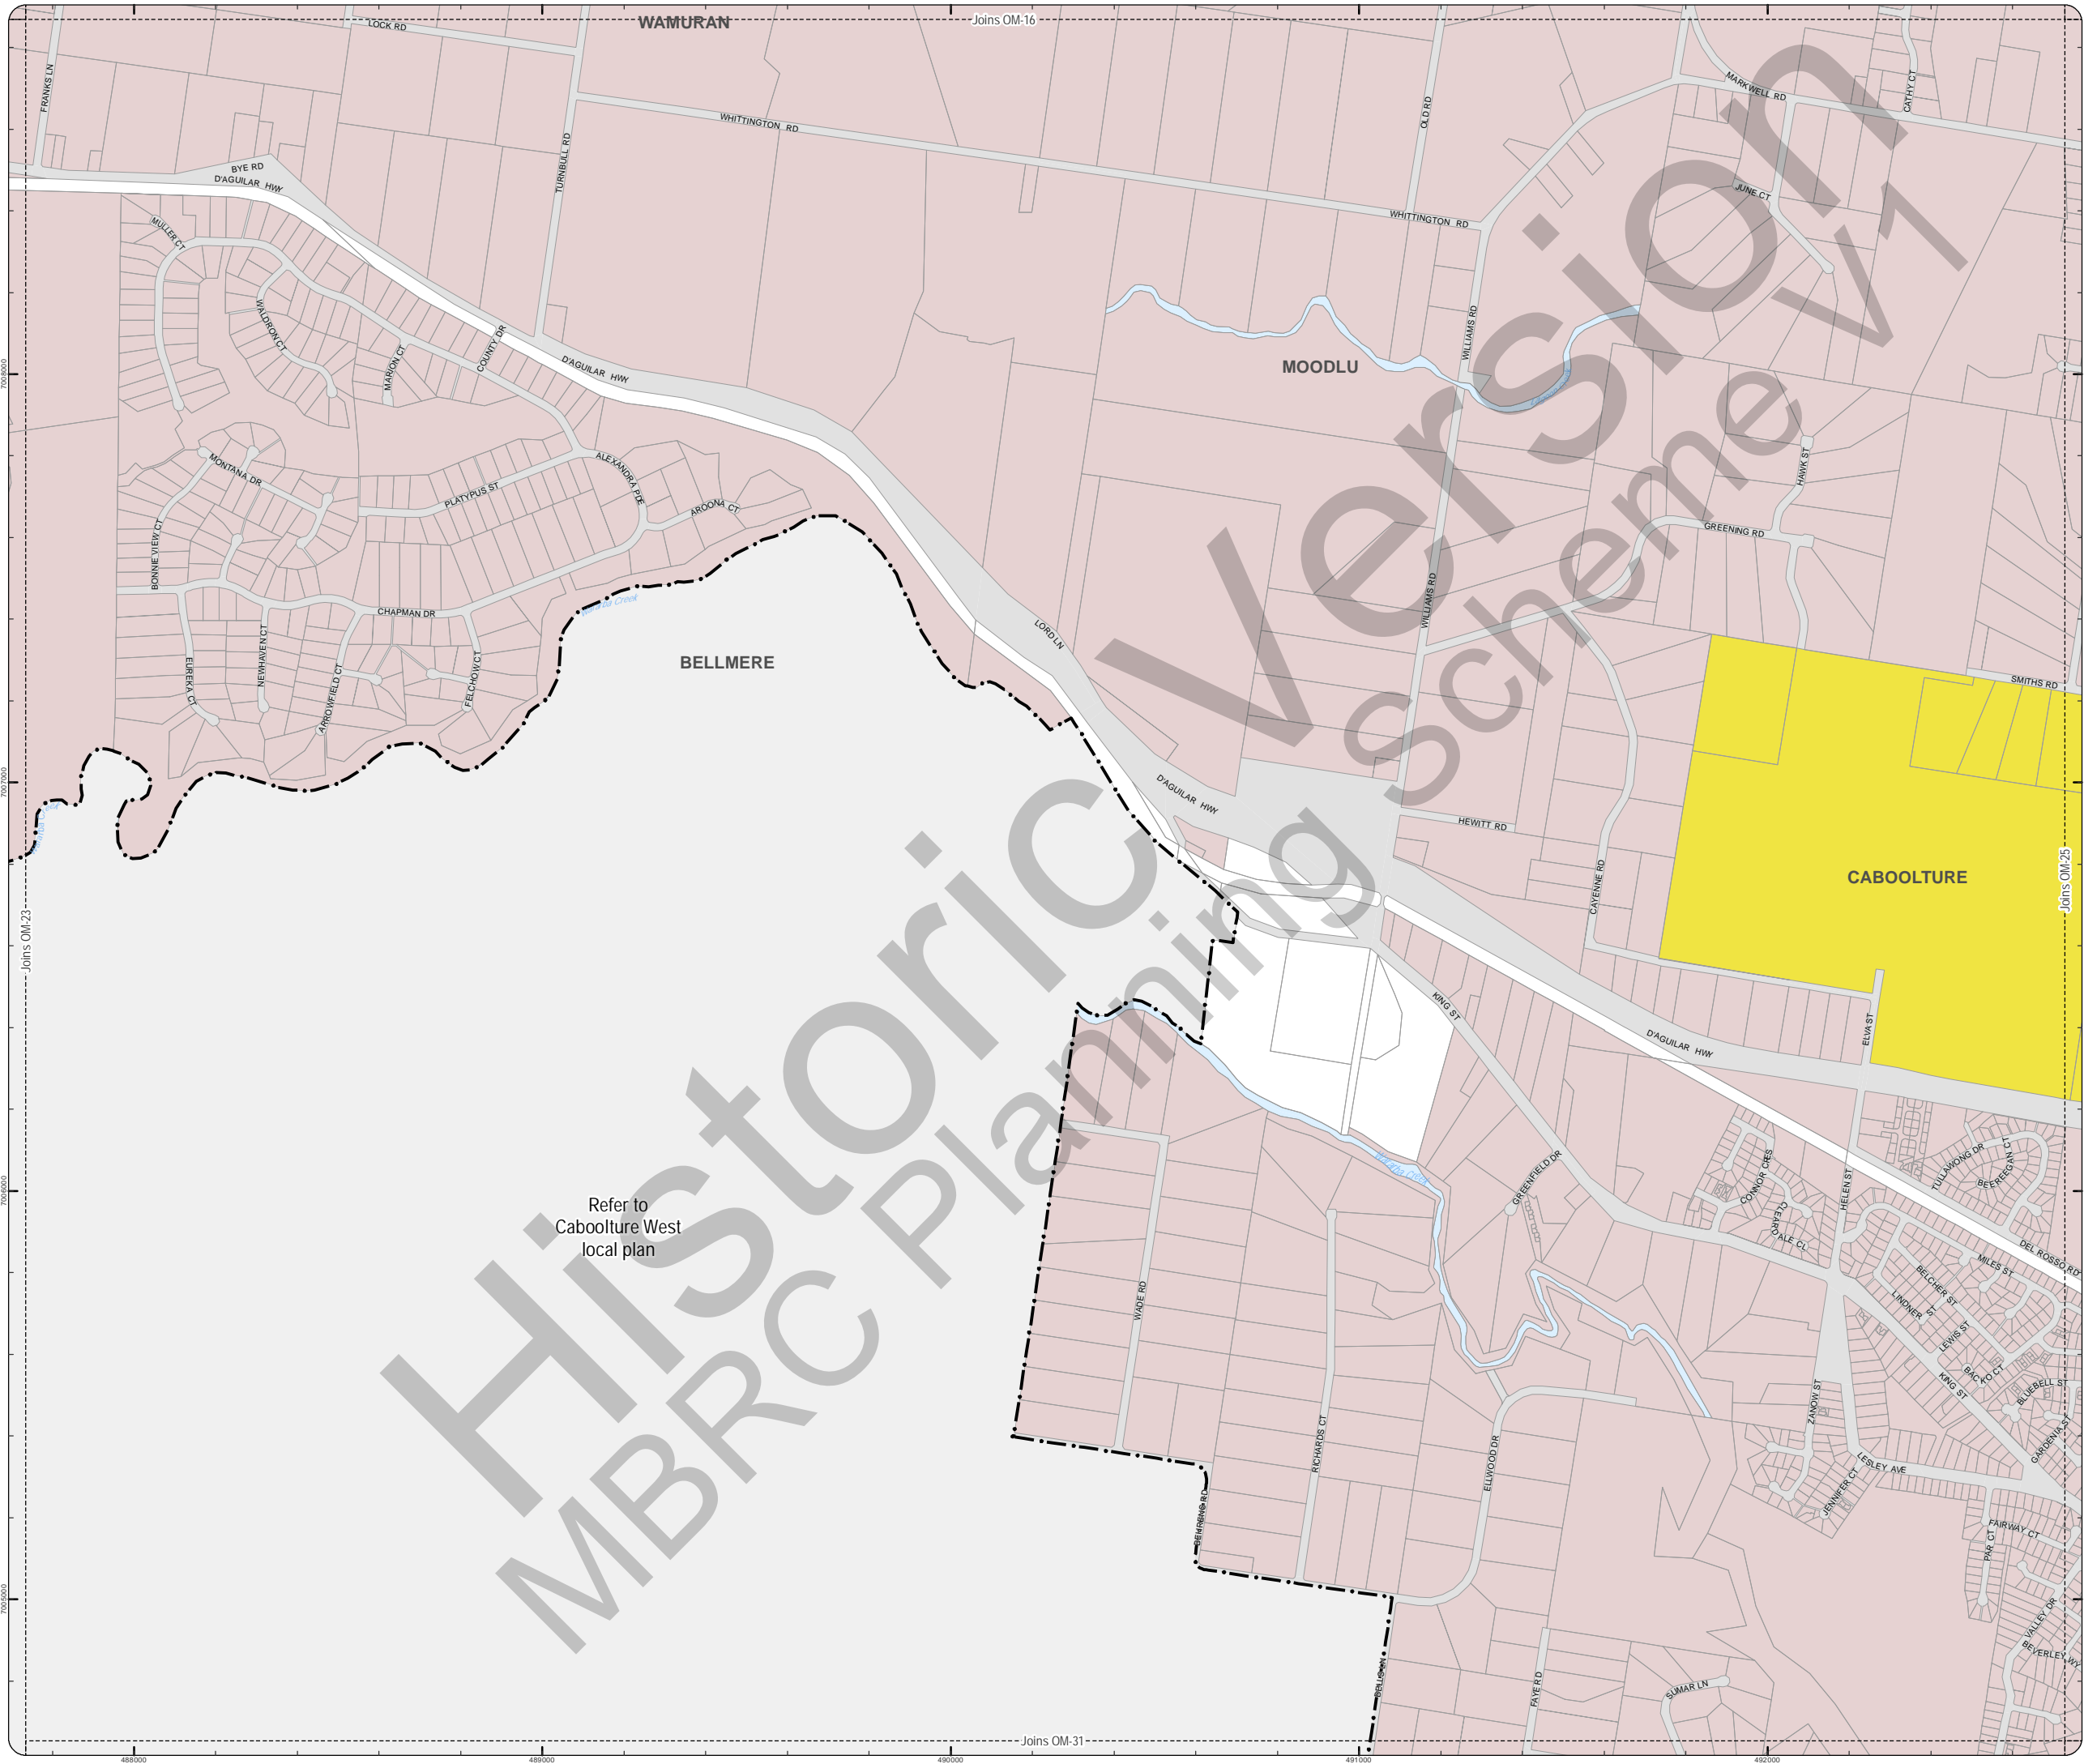 WAMURAN
Joins OM-16
LOCK RD
FRANKS LN
MARKWELL RD
CATHY CT
OLD RD
WHITTINGTON RD
TURNBULL RD
BYE RD
D'AGUILAR HWY
JUNE CT
WHITTINGTON RD
MULLER CT
WALDRON CT
MARION CT
COUNTY DR
D'AGUILAR HWY
WILLIAMS RD
MOODLU
7008000
MONTANA DR
ALEXANDRA PDE
PLATYPUS ST
AROONA CT
HAWK ST
GREENING RD
BONNIE VIEW CT
CHAPMAN DR
Wararba Creek
WILLIAMS RD
LORD LN
BELLMERE
EUREKA CT
NEWHAVEN CT
ARROWFIELD CT
FELCHOW CT
SMITHS RD
D'AGUILAR HWY
HEWITT RD
CAYENNE RD
CABOOLTURE
Joins OM-25
Joins OM-23
KING ST
ELVA ST
D'AGUILAR HWY
Wararba Creek
GREENFIELD DR
CONNOR CRES
HELEN ST
TULLAWONG DR
BEEREEGAN CT
7006000
Refer to
Caboolture West
local plan
DEL ROSSO RD
MILES ST
BELCHER ST
LINDNER ST
LEWIS ST
KING ST
BLUEBELL ST
GARDENIA ST
WADE RD
RICHARDS CT
ELLWOOD DR
ZANOW ST
LESLEY AVE
JENNIFER CT
FAIRWAY CT
PAR CT
7005000
VALLEY DR
BEVERLEY WY
FAYE RD
SUMAR LN
Joins OM-31
488000
489000
490000
491000
492000
Historic Version
MBRC Planning Scheme V1